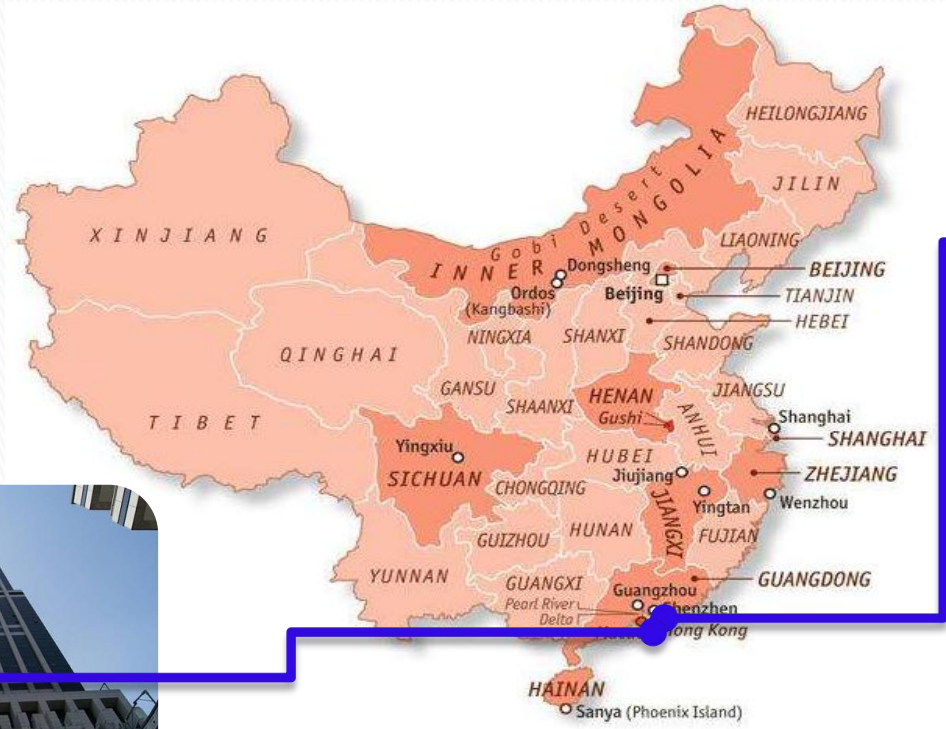 HEILONGJIANG
JILIN
LIAONING
XINJIANG
Gobi Desert
INNER MONGOLIA
Dongsheng
Ordos
(Kangbashi)
Beijing
BEIJING
TIANJIN
HEBEI
NINGXIA
SHANXI
SHANDONG
QINGHAI
GANSU
SHAANXI
HENAN
Gushi
JIANGSU
ANHUI
Shanghai
SHANGHAI
TIBET
Yingxiu
SICHUAN
HUBEI
Jiujiang
ZHEJIANG
CHONGQING
Yingtan
Wenzhou
JIANGXI
HUNAN
FUJIAN
GUIZHOU
YUNNAN
GUANGXI
GUANGDONG
Guangzhou
Pearl River
Delta
Shenzhen
Hong Kong
HAINAN
Sanya (Phoenix Island)